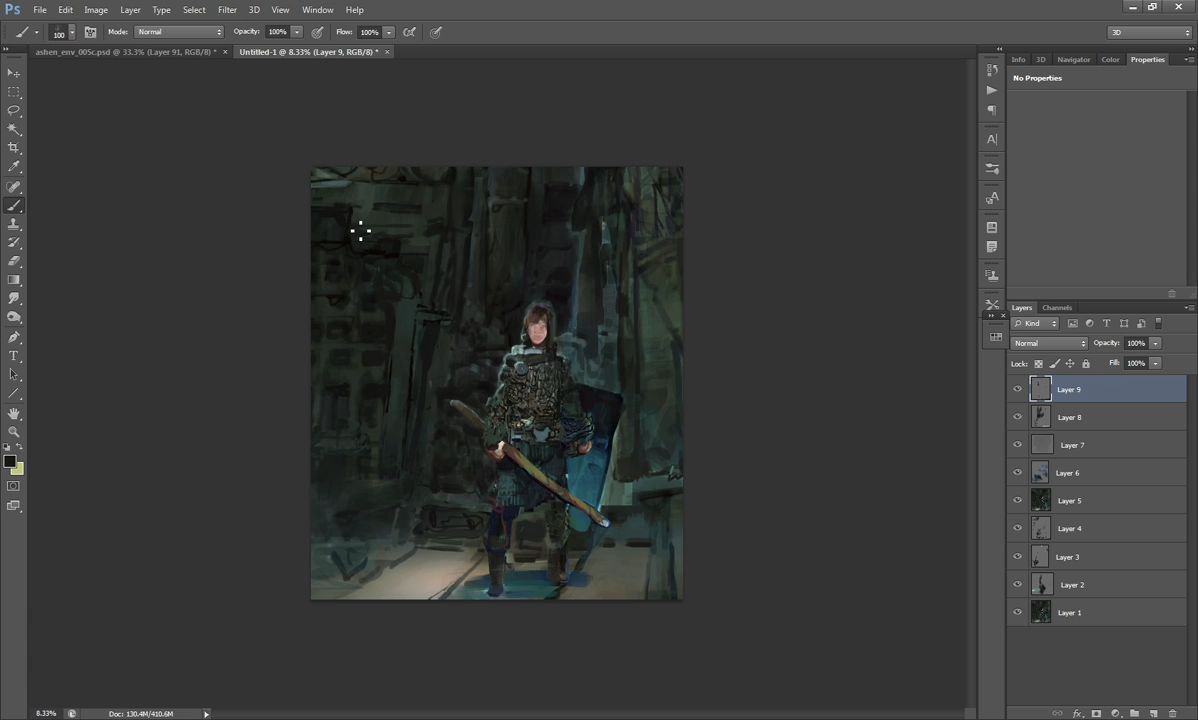 Ps File Edit Image Layer Type Select Filter 3D View Window Help
100 Mode: Normal Opacity: 100% Flow: 100% 3D
ashen_env_005c.psd @ 33.3% (Layer 91, RGB/8) * × Untitled-1 @ 8.33% (Layer 9, RGB/8) * ×
Info 3D Navigator Color Properties
No Properties
Layers Channels
Kind
Normal Opacity: 100%
Lock: Fill: 100%
Layer 9
Layer 8
Layer 7
Layer 6
Layer 5
Layer 4
Layer 3
Layer 2
Layer 1
8.33% Doc: 130.4M/410.6M